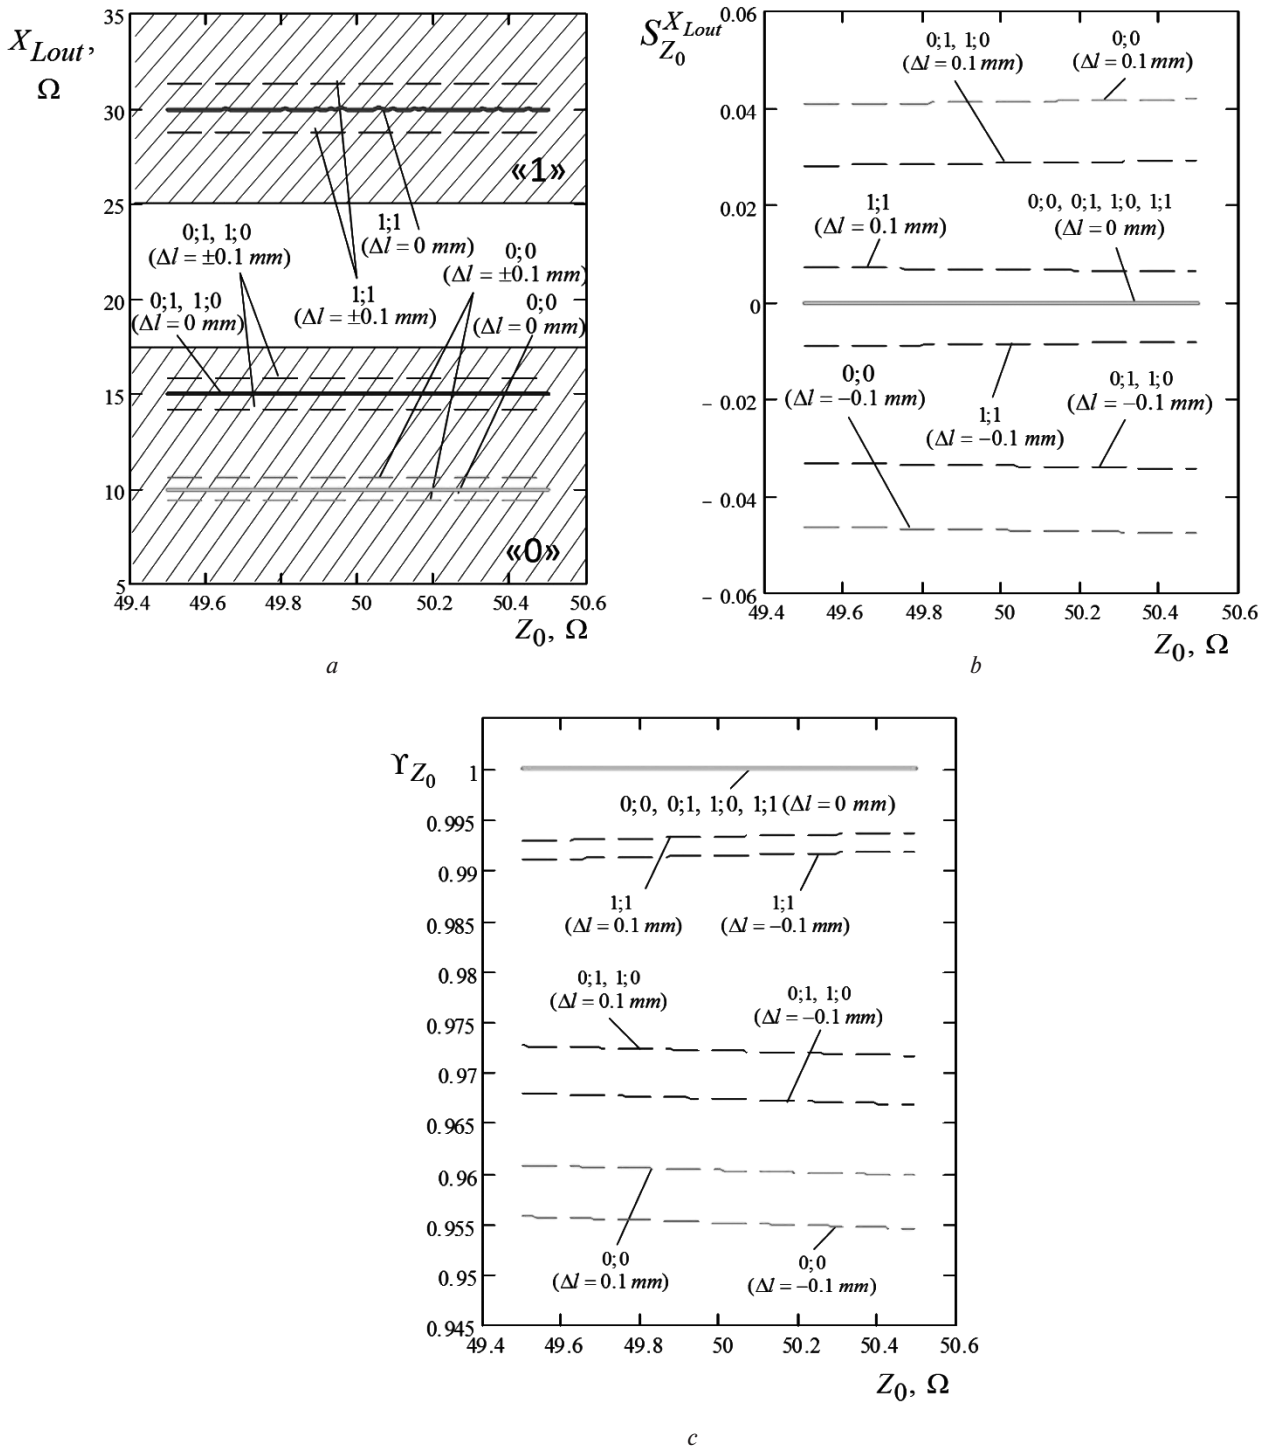 X_Lout,
Ω
35
30
25
20
15
10
5
«1»
0;1, 1;0
(Δl = ±0.1 mm)
1;1
(Δl = 0 mm)
0;0
(Δl = ±0.1 mm)
0;1, 1;0
(Δl = 0 mm)
1;1
(Δl = ±0.1 mm)
0;0
(Δl = 0 mm)
«0»
49.4 49.6 49.8 50 50.2 50.4 50.6
Z0, Ω
a
S_Z0^X_Lout
0.06
0.04
0.02
0
– 0.02
– 0.04
– 0.06
0;1, 1;0
(Δl = 0.1 mm)
0;0
(Δl = 0.1 mm)
1;1
(Δl = 0.1 mm)
0;0, 0;1, 1;0, 1;1
(Δl = 0 mm)
0;0
(Δl = –0.1 mm)
1;1
(Δl = –0.1 mm)
0;1, 1;0
(Δl = –0.1 mm)
49.4 49.6 49.8 50 50.2 50.4 50.6
Z0, Ω
b
ϒ_Z0
1
0.995
0.99
0.985
0.98
0.975
0.97
0.965
0.96
0.955
0.95
0.945
0;0, 0;1, 1;0, 1;1 (Δl = 0 mm)
1;1
(Δl = 0.1 mm)
1;1
(Δl = –0.1 mm)
0;1, 1;0
(Δl = 0.1 mm)
0;1, 1;0
(Δl = –0.1 mm)
0;0
(Δl = 0.1 mm)
0;0
(Δl = –0.1 mm)
49.4 49.6 49.8 50 50.2 50.4 50.6
Z0, Ω
c